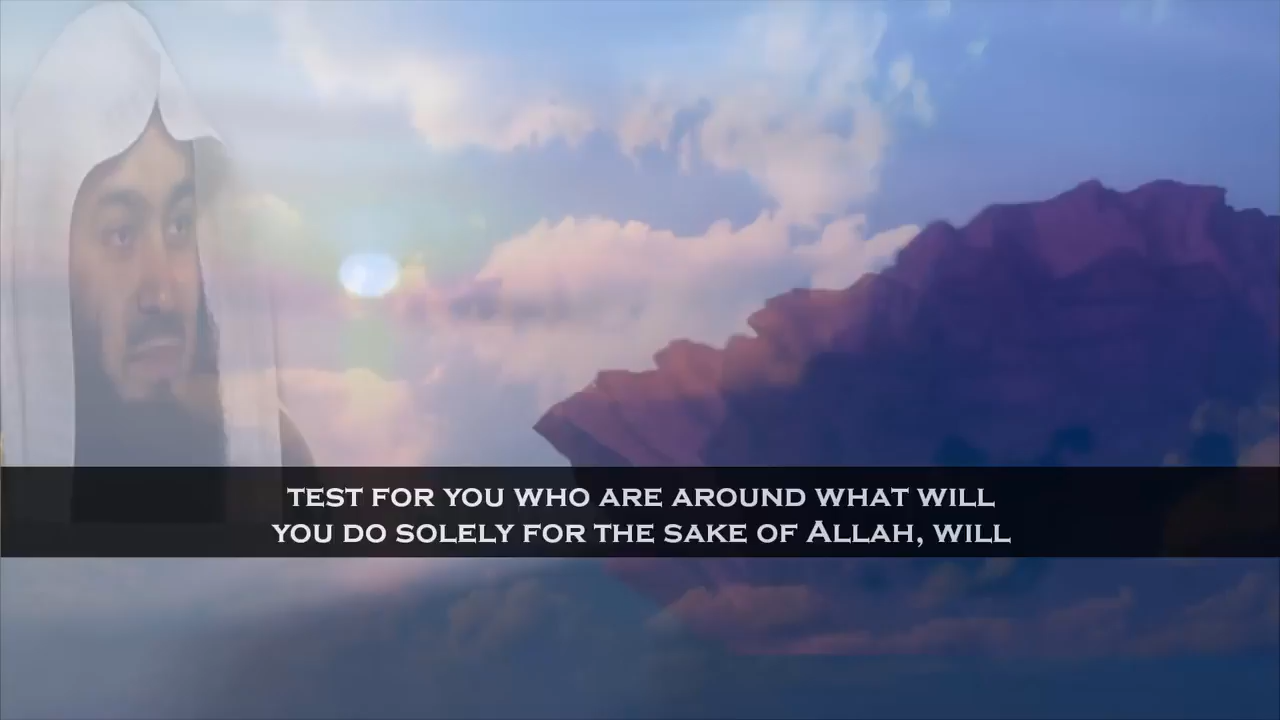 TEST FOR YOU WHO ARE AROUND WHAT WILL
YOU DO SOLELY FOR THE SAKE OF ALLAH, WILL